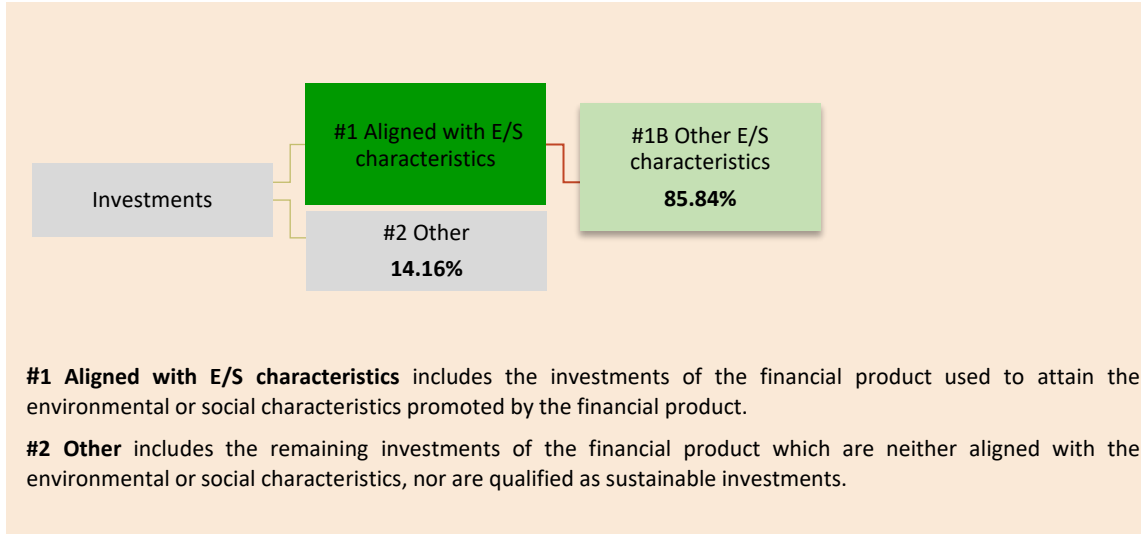 #1 Aligned with E/S
characteristics
#1B Other E/S
characteristics
85.84%
Investments
#2 Other
14.16%
#1 Aligned with E/S characteristics includes the investments of the financial product used to attain the
environmental or social characteristics promoted by the financial product.
#2 Other includes the remaining investments of the financial product which are neither aligned with the
environmental or social characteristics, nor are qualified as sustainable investments.